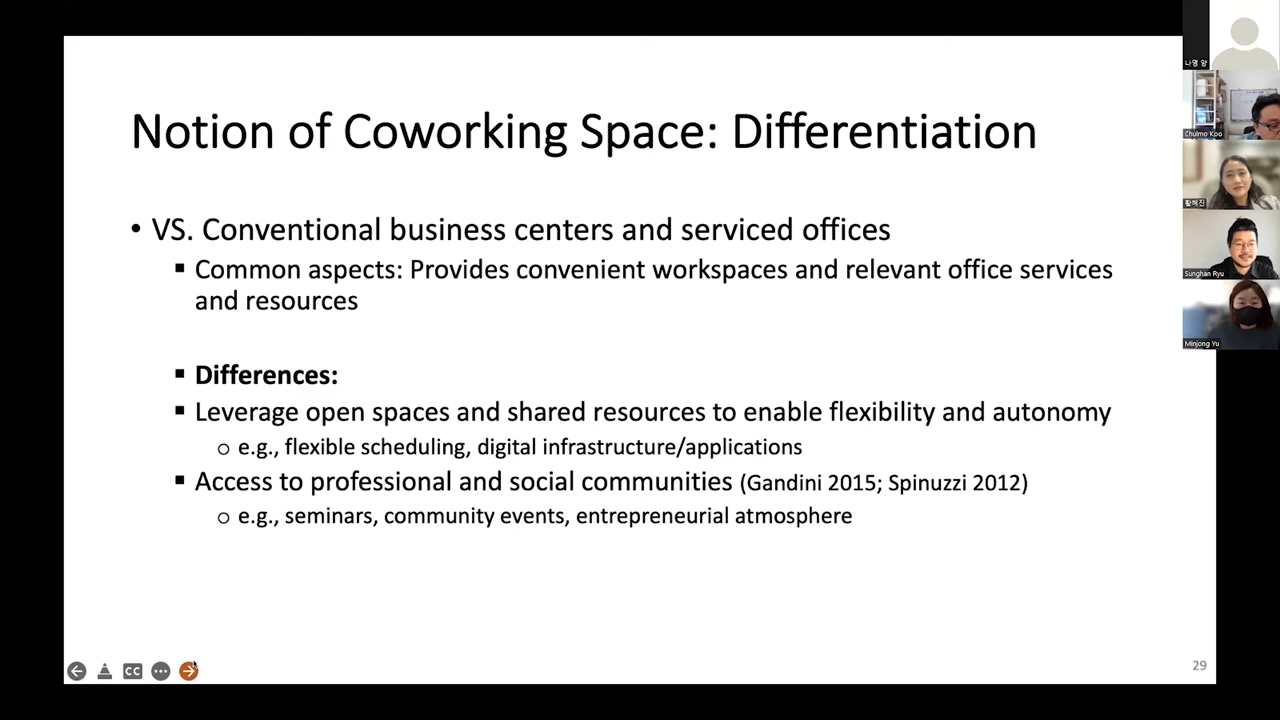 Notion of Coworking Space: Differentiation
• VS. Conventional business centers and serviced offices
▪ Common aspects: Provides convenient workspaces and relevant office services
and resources
▪ Differences:
▪ Leverage open spaces and shared resources to enable flexibility and autonomy
o e.g., flexible scheduling, digital infrastructure/applications
▪ Access to professional and social communities (Gandini 2015; Spinuzzi 2012)
o e.g., seminars, community events, entrepreneurial atmosphere
CC
29
나영 양
Chulmo Koo
황혜진
Sunghan Ryu
Minjong Yu